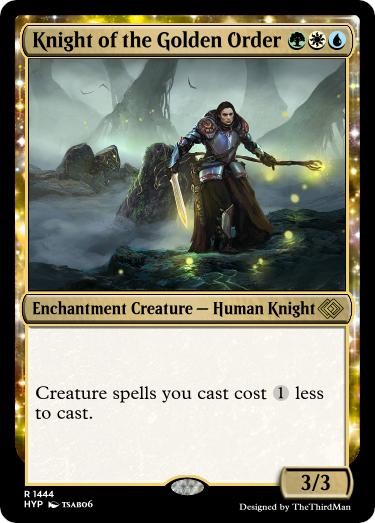 Knight of the Golden Order
Enchantment Creature — Human Knight
Creature spells you cast cost 1 less
to cast.
3/3
R 1444
HYP TSABO6
Designed by TheThirdMan